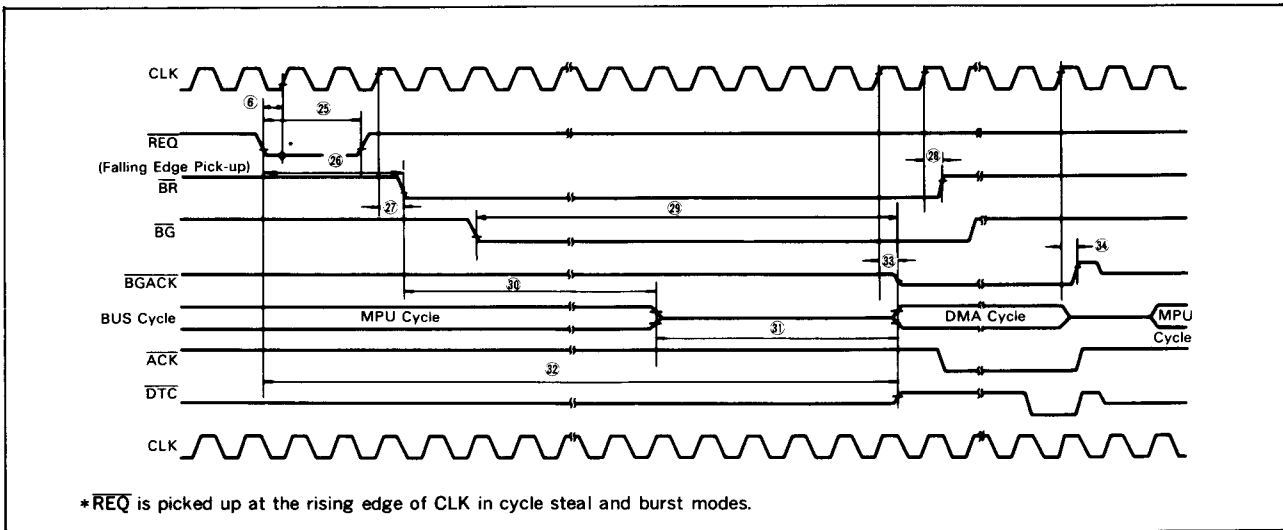 CLK
⑥ ㉕
REQ
㉖
(Falling Edge Pick-up)
BR
㉘
㉗
㉙
BG
㉞
㉝
BGACK
㉚
BUS Cycle MPU Cycle DMA Cycle MPU
Cycle
㉛
ACK
㉜
DTC
CLK
*REQ is picked up at the rising edge of CLK in cycle steal and burst modes.